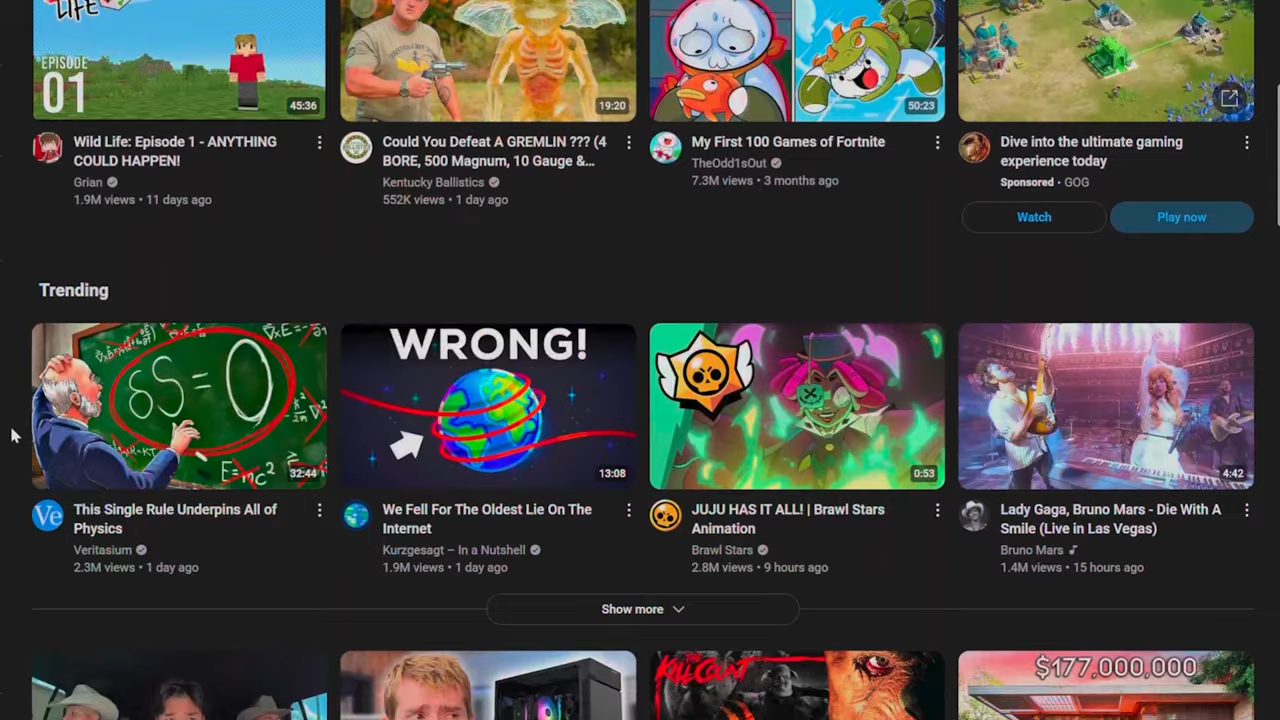 LIFE
EPISODE
01
45:36
19:20
50:23
Wild Life: Episode 1 - ANYTHING
COULD HAPPEN!
Grian
1.9M views • 11 days ago
Could You Defeat A GREMLIN ??? (4
BORE, 500 Magnum, 10 Gauge &...
Kentucky Ballistics
552K views • 1 day ago
My First 100 Games of Fortnite
TheOdd1sOut
7.3M views • 3 months ago
Dive into the ultimate gaming
experience today
Sponsored • GOG
Watch
Play now
Trending
δS = 0
E=mc²
32:44
WRONG!
13:08
0:53
4:42
Ve
This Single Rule Underpins All of
Physics
Veritasium
2.3M views • 1 day ago
We Fell For The Oldest Lie On The
Internet
Kurzgesagt – In a Nutshell
1.9M views • 1 day ago
JUJU HAS IT ALL! | Brawl Stars
Animation
Brawl Stars
2.8M views • 9 hours ago
Lady Gaga, Bruno Mars - Die With A
Smile (Live in Las Vegas)
Bruno Mars
1.4M views • 15 hours ago
Show more
THE KILL COUNT
$177,000,000